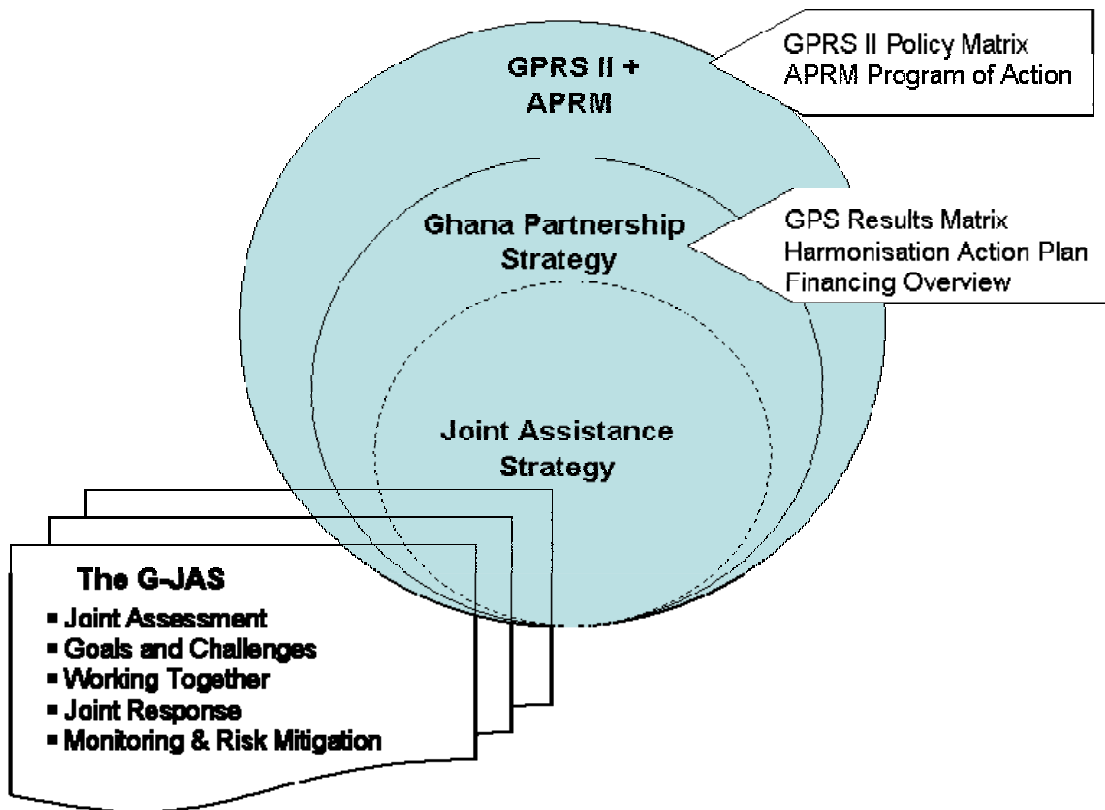 GPRS II +
APRM
GPRS II Policy Matrix
APRM Program of Action
Ghana Partnership
Strategy
GPS Results Matrix
Harmonisation Action Plan
Financing Overview
Joint Assistance
Strategy
The G-JAS
▪ Joint Assessment
▪ Goals and Challenges
▪ Working Together
▪ Joint Response
▪ Monitoring & Risk Mitigation